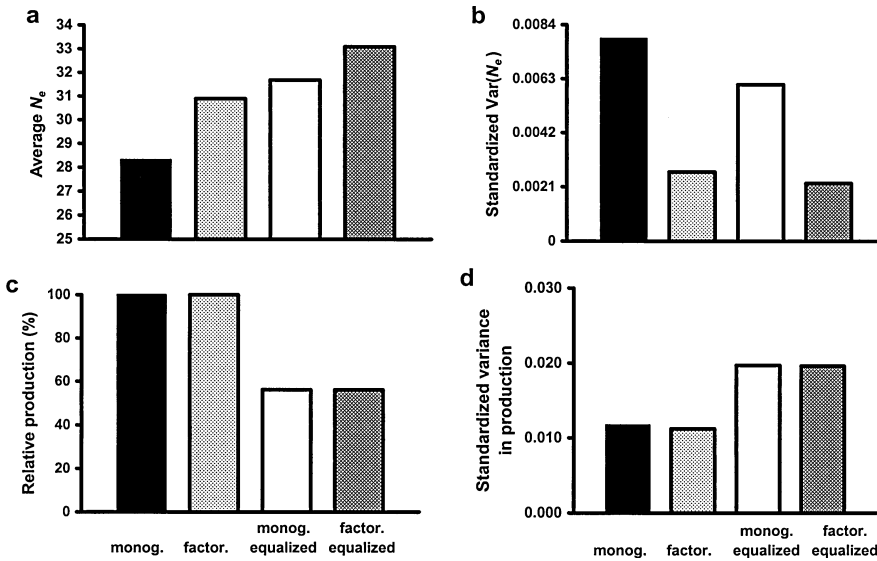 a
34
33
32
31
30
29
28
27
26
25
Average Ne
b
0.0084
0.0063
0.0042
0.0021
0
Standardized Var(Ne)
c
100
80
60
40
20
0
Relative production (%)
monog.
factor.
monog.
equalized
factor.
equalized
d
0.030
0.020
0.010
0.000
Standardized variance
in production
monog.
factor.
monog.
equalized
factor.
equalized